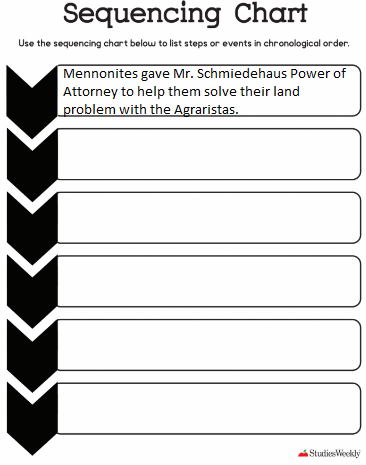 Sequencing Chart
Use the sequencing chart below to list steps or events in chronological order.
Mennonites gave Mr. Schmiedehaus Power of
Attorney to help them solve their land
problem with the Agraristas.
StudiesWeekly